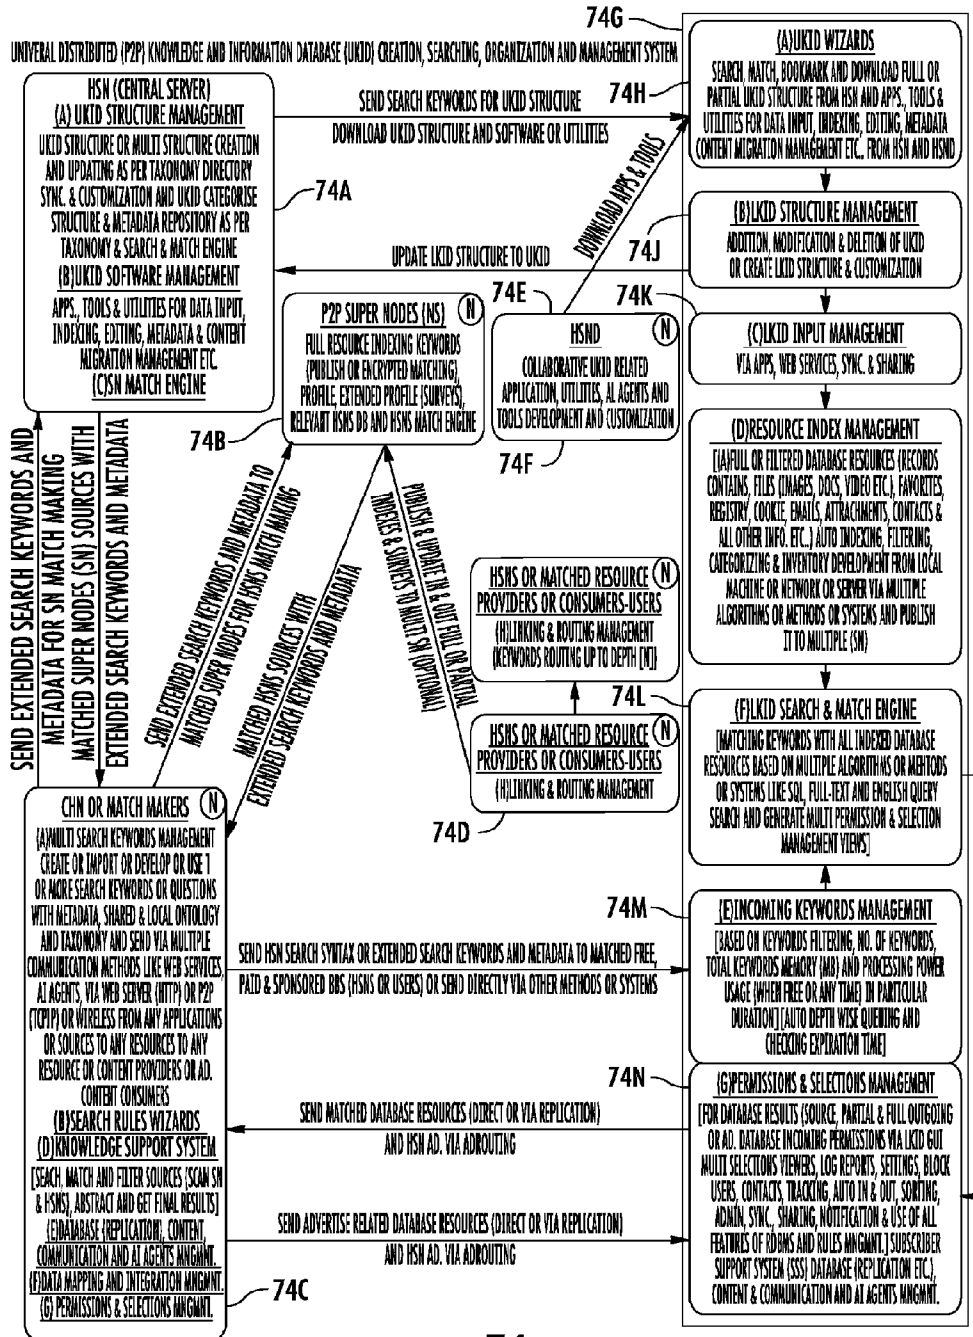 74G
UNIVERAL DISTRIBUTED (P2P) KNOWLEDGE AND INFORMATION DATABASE (UKID) CREATION, SEARCHING, ORGANIZATION AND MANAGEMENT SYSTEM
HSN (CENTRAL SERVER)
(A) UKID STRUCTURE MANAGEMENT
UKID STRUCTURE OR MULTI STRUCTURE CREATION
AND UPDATING AS PER TAXONOMY DIRECTORY
SYNC. & CUSTOMIZATION AND UKID CATEGORISE
STRUCTURE & METADATA REPOSITORY AS PER
TAXONOMY & SEARCH & MATCH ENGINE
(B)UKID SOFTWARE MANAGEMENT
APPS., TOOLS & UTILITIES FOR DATA INPUT,
INDEXING, EDITING, METADATA & CONTENT
MIGRATION MANAGEMENT ETC.
(C)SN MATCH ENGINE
74A
SEND SEARCH KEYWORDS FOR UKID STRUCTURE
DOWNLOAD UKID STRUCTURE AND SOFTWARE OR UTILITIES
DOWNLOAD APPS & TOOLS
UPDATE LKID STRUCTURE TO UKID
74H
(A)UKID WIZARDS
SEARCH, MATCH, BOOKMARK AND DOWNLOAD FULL OR
PARTIAL UKID STRUCTURE FROM HSN AND APPS., TOOLS &
UTILITIES FOR DATA INPUT, INDEXING, EDITING, METADATA
CONTENT MIGRATION MANAGEMENT ETC.. FROM HSN AND HSND
74J
(B)LKID STRUCTURE MANAGEMENT
ADDITION, MODIFICATION & DELETION OF UKID
OR CREATE LKID STRUCTURE & CUSTOMIZATION
74K
(C)LKID INPUT MANAGEMENT
VIA APPS, WEB SERVICES, SYNC. & SHARING
P2P SUPER NODES (NS)
N
FULL RESOURCE INDEXING KEYWORDS
(PUBLISH OR ENCRYPTED MATCHING),
PROFILE, EXTENDED PROFILE (SURVEYS),
RELEVANT HSNS DB AND HSNS MATCH ENGINE
74B
74E
HSND
N
COLLABORATIVE UKID RELATED
APPLICATION, UTILITIES, AL AGENTS AND
TOOLS DEVELOPMENT AND CUSTOMIZATION
74F
(D)RESOURCE INDEX MANAGEMENT
[(A)FULL OR FILTERED DATABASE RESOURCES (RECORDS
CONTAINS, FILES (IMAGES, DOCS, VIDEO ETC.), FAVORITES,
REGISTRY, COOKIE, EMAILS, ATTRACHMENTS, CONTACTS &
ALL OTHER INFO. ETC..) AUTO INDEXING, FILTERING,
CATEGORIZING & INVENTORY DEVELOPMENT FROM LOCAL
MACHINE OR NETWORK OR SERVER VIA MULTIPLE
ALGORITHMS OR METHODS OR SYSTEMS AND PUBLISH
IT TO MULTIPLE (SN)
SEND EXTENDED SEARCH KEYWORDS AND
METADATA FOR SN MATCH MAKING
MATCHED SUPER NODES (SN) SOURCES WITH
EXTENDED SEARCH KEYWORDS AND METADATA
SEND EXTENDED SEARCH KEYWORDS AND METADATA TO
MATCHED SUPER NODES FOR HSNS MATCH MAKING
MATCHED HSNS SOURCES WITH
EXTENDED SEARCH KEYWORDS AND METADATA
PUBLISH & UPDATE IN & OUT FULL OR PARTIAL
INDEXES & SURVEYS TO MULTI SN (OPTIONAL)
HSNS OR MATCHED RESOURCE
N
PROVIDERS OR CONSUMERS-USERS
(H)LINKING & ROUTING MANAGEMENT
(KEYWORDS ROUTING UP TO DEPTH [N])
HSNS OR MATCHED RESOURCE
N
PROVIDERS OR CONSUMERS-USERS
(H)LINKING & ROUTING MANAGEMENT
74D
74L
(F)LKID SEARCH & MATCH ENGINE
[MATCHING KEYWORDS WITH ALL INDEXED DATABASE
RESOURCES BASED ON MULTIPLE ALGORITHMS OR MEHTODS
OR SYSTEMS LIKE SQL, FULL-TEXT AND ENGLISH QUERY
SEARCH AND GENERATE MULTI PERMISSION & SELECTION
MANAGEMENT VIEWS]
CHN OR MATCH MAKERS
N
(A)MULTI SEARCH KEYWORDS MANAGEMENT
CREATE OR IMPORT OR DEVELOP OR USE 1
OR MORE SEARCH KEYWORDS OR QUESTIONS
WITH METADATA, SHARED & LOCAL ONTOLOGY
AND TAXONOMY AND SEND VIA MULTIPLE
COMMUNICATION METHODS LIKE WEB SERVICES,
AI AGENTS, VIA WEB SERVER (HTTP) OR P2P
(TCPIP) OR WIRELESS FROM ANY APPLICATIONS
OR SOURCES TO ANY RESOURCES TO ANY
RESOURCE OR CONTENT PROVIDERS OR AD.
CONTENT CONSUMERS
(B)SEARCH RULES WIZARDS
(D)KNOWLEDGE SUPPORT SYSTEM
[SEACH, MATCH AND FILTER SOURCES (SCAN SN
& HSNS), ABSTRACT AND GET FINAL RESULTS]
(E)DATABASE (REPLICATION), CONTENT,
COMMUNICATION AND AI AGENTS MNGMNT.
(F)DATA MAPPING AND INTEGRATION MNGMNT.
(G) PERMISSIONS & SELECTIONS MNGMNT.
74C
74M
(E)INCOMING KEYWORDS MANAGEMENT
[BASED ON KEYWORDS FILTERING, NO. OF KEYWORDS,
TOTAL KEYWORDS MEMORY (MB) AND PROCESSING POWER
USAGE (WHEN FREE OR ANY TIME) IN PARTICULAR
DURATION] [AUTO DEPTH WISE QUEUING AND
CHECKING EXPIRATION TIME]
SEND HSN SEARCH SYNTAX OR EXTENDED SEARCH KEYWORDS AND METADATA TO MATCHED FREE,
PAID & SPONSORED BBS (HSNS OR USERS) OR SEND DIRECTLY VIA OTHER METHODS OR SYSTEMS
74N
(G)PERMISSIONS & SELECTIONS MANAGEMENT
[FOR DATABASE RESULTS (SOURCE, PARTIAL & FULL OUTGOING
OR AD. DATABASE INCOMING PERMISSIONS VIA LKID GUI
MULTI SELECTIONS VIEWERS, LOG REPORTS, SETTINGS, BLOCK
USERS, CONTACTS, TRACKING, AUTO IN & OUT, SORTING,
ADMIN, SYNC., SHARING, NOTIFICATION & USE OF ALL
FEATURES OF RDBMS AND RULES MNGMNT.] SUBSCRIBER
SUPPORT SYSTEM (SSS) DATABASE (REPLICATION ETC.),
CONTENT & COMMUNICATION AND AI AGENTS MNGMNT.
SEND MATCHED DATABASE RESOURCES (DIRECT OR VIA REPLICATION)
AND HSN AD. VIA ADROUTING
SEND ADVERTISE RELATED DATABASE RESOURCES (DIRECT OR VIA REPLICATION)
AND HSN AD. VIA ADROUTING